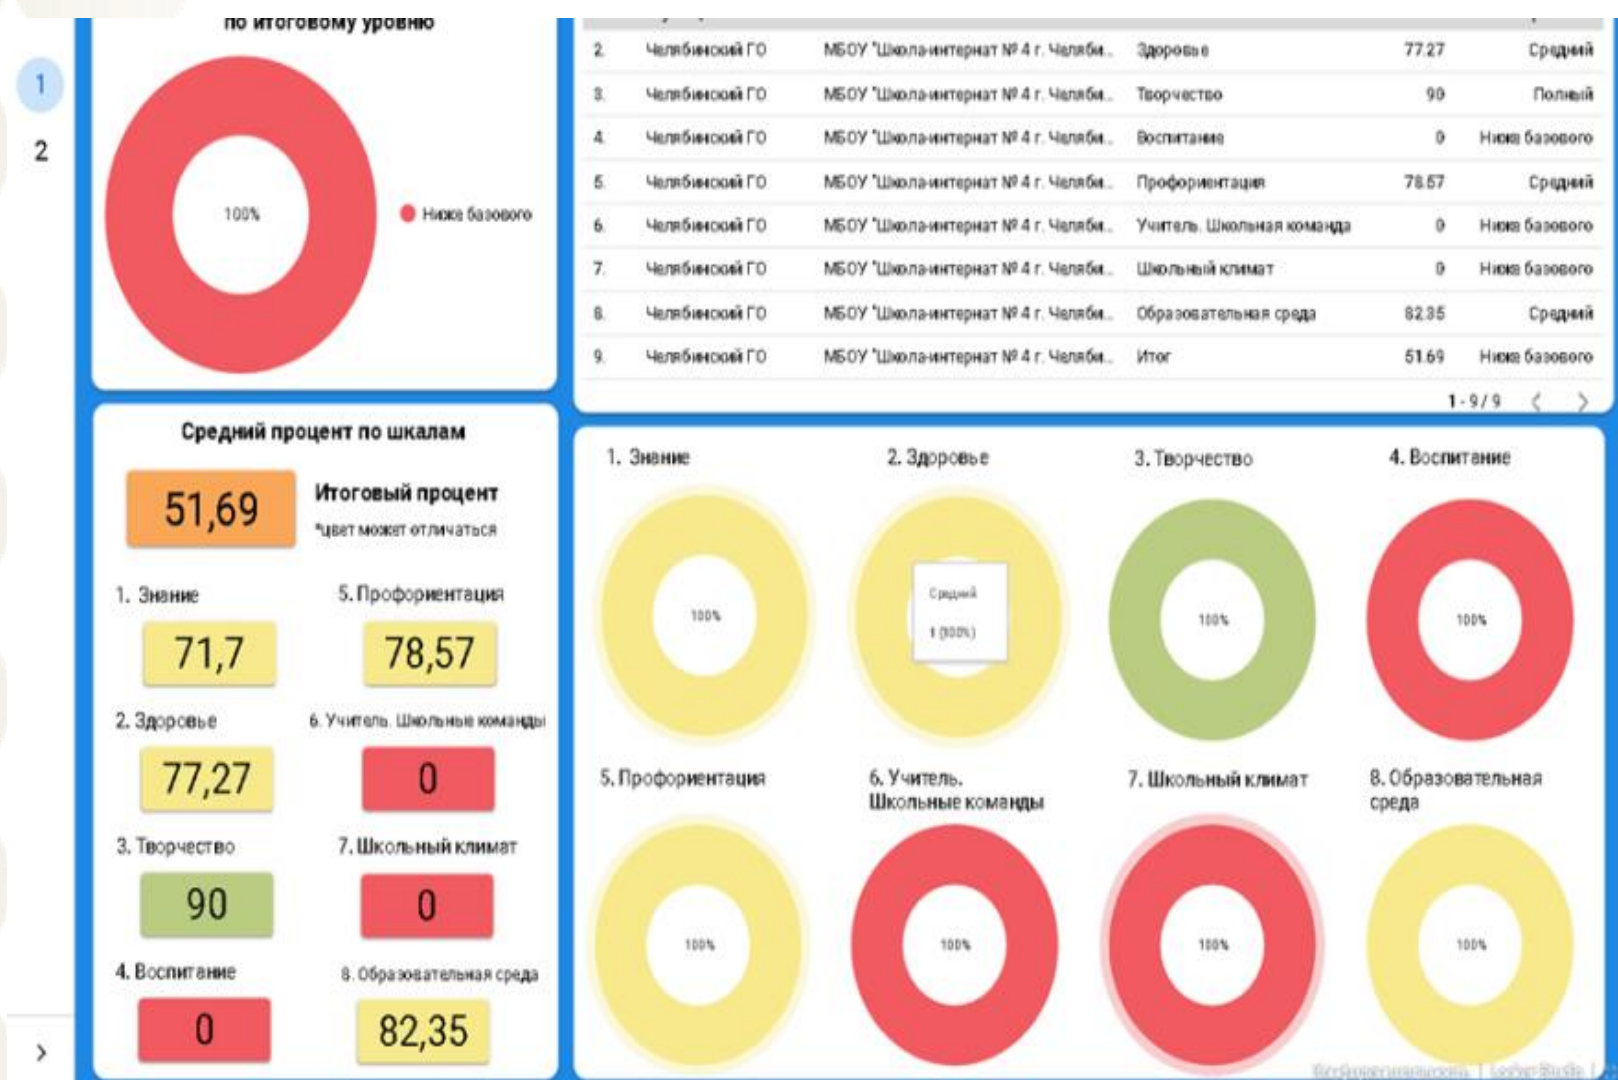 1
2
по итоговому уровню
100%
Ниже базового
2. Челябинский ГО МБОУ "Школа-интернат № 4 г. Челяби... Здоровье 77.27 Средний
3. Челябинский ГО МБОУ "Школа-интернат № 4 г. Челяби... Творчество 90 Полный
4. Челябинский ГО МБОУ "Школа-интернат № 4 г. Челяби... Воспитание 0 Ниже базового
5. Челябинский ГО МБОУ "Школа-интернат № 4 г. Челяби... Профориентация 78.57 Средний
6. Челябинский ГО МБОУ "Школа-интернат № 4 г. Челяби... Учитель. Школьная команда 0 Ниже базового
7. Челябинский ГО МБОУ "Школа-интернат № 4 г. Челяби... Школьный климат 0 Ниже базового
8. Челябинский ГО МБОУ "Школа-интернат № 4 г. Челяби... Образовательная среда 82.35 Средний
9. Челябинский ГО МБОУ "Школа-интернат № 4 г. Челяби... Итог 51.69 Ниже базового
1 - 9 / 9 < >
Средний процент по шкалам
51,69
Итоговый процент
*цвет может отличаться
1. Знание
71,7
5. Профориентация
78,57
2. Здоровье
77,27
6. Учитель. Школьные команды
0
3. Творчество
90
7. Школьный климат
0
4. Воспитание
0
8. Образовательная среда
82,35
1. Знание
100%
2. Здоровье
Средний
1 (100%)
3. Творчество
100%
4. Воспитание
100%
5. Профориентация
100%
6. Учитель.
Школьные команды
100%
7. Школьный климат
100%
8. Образовательная
среда
100%